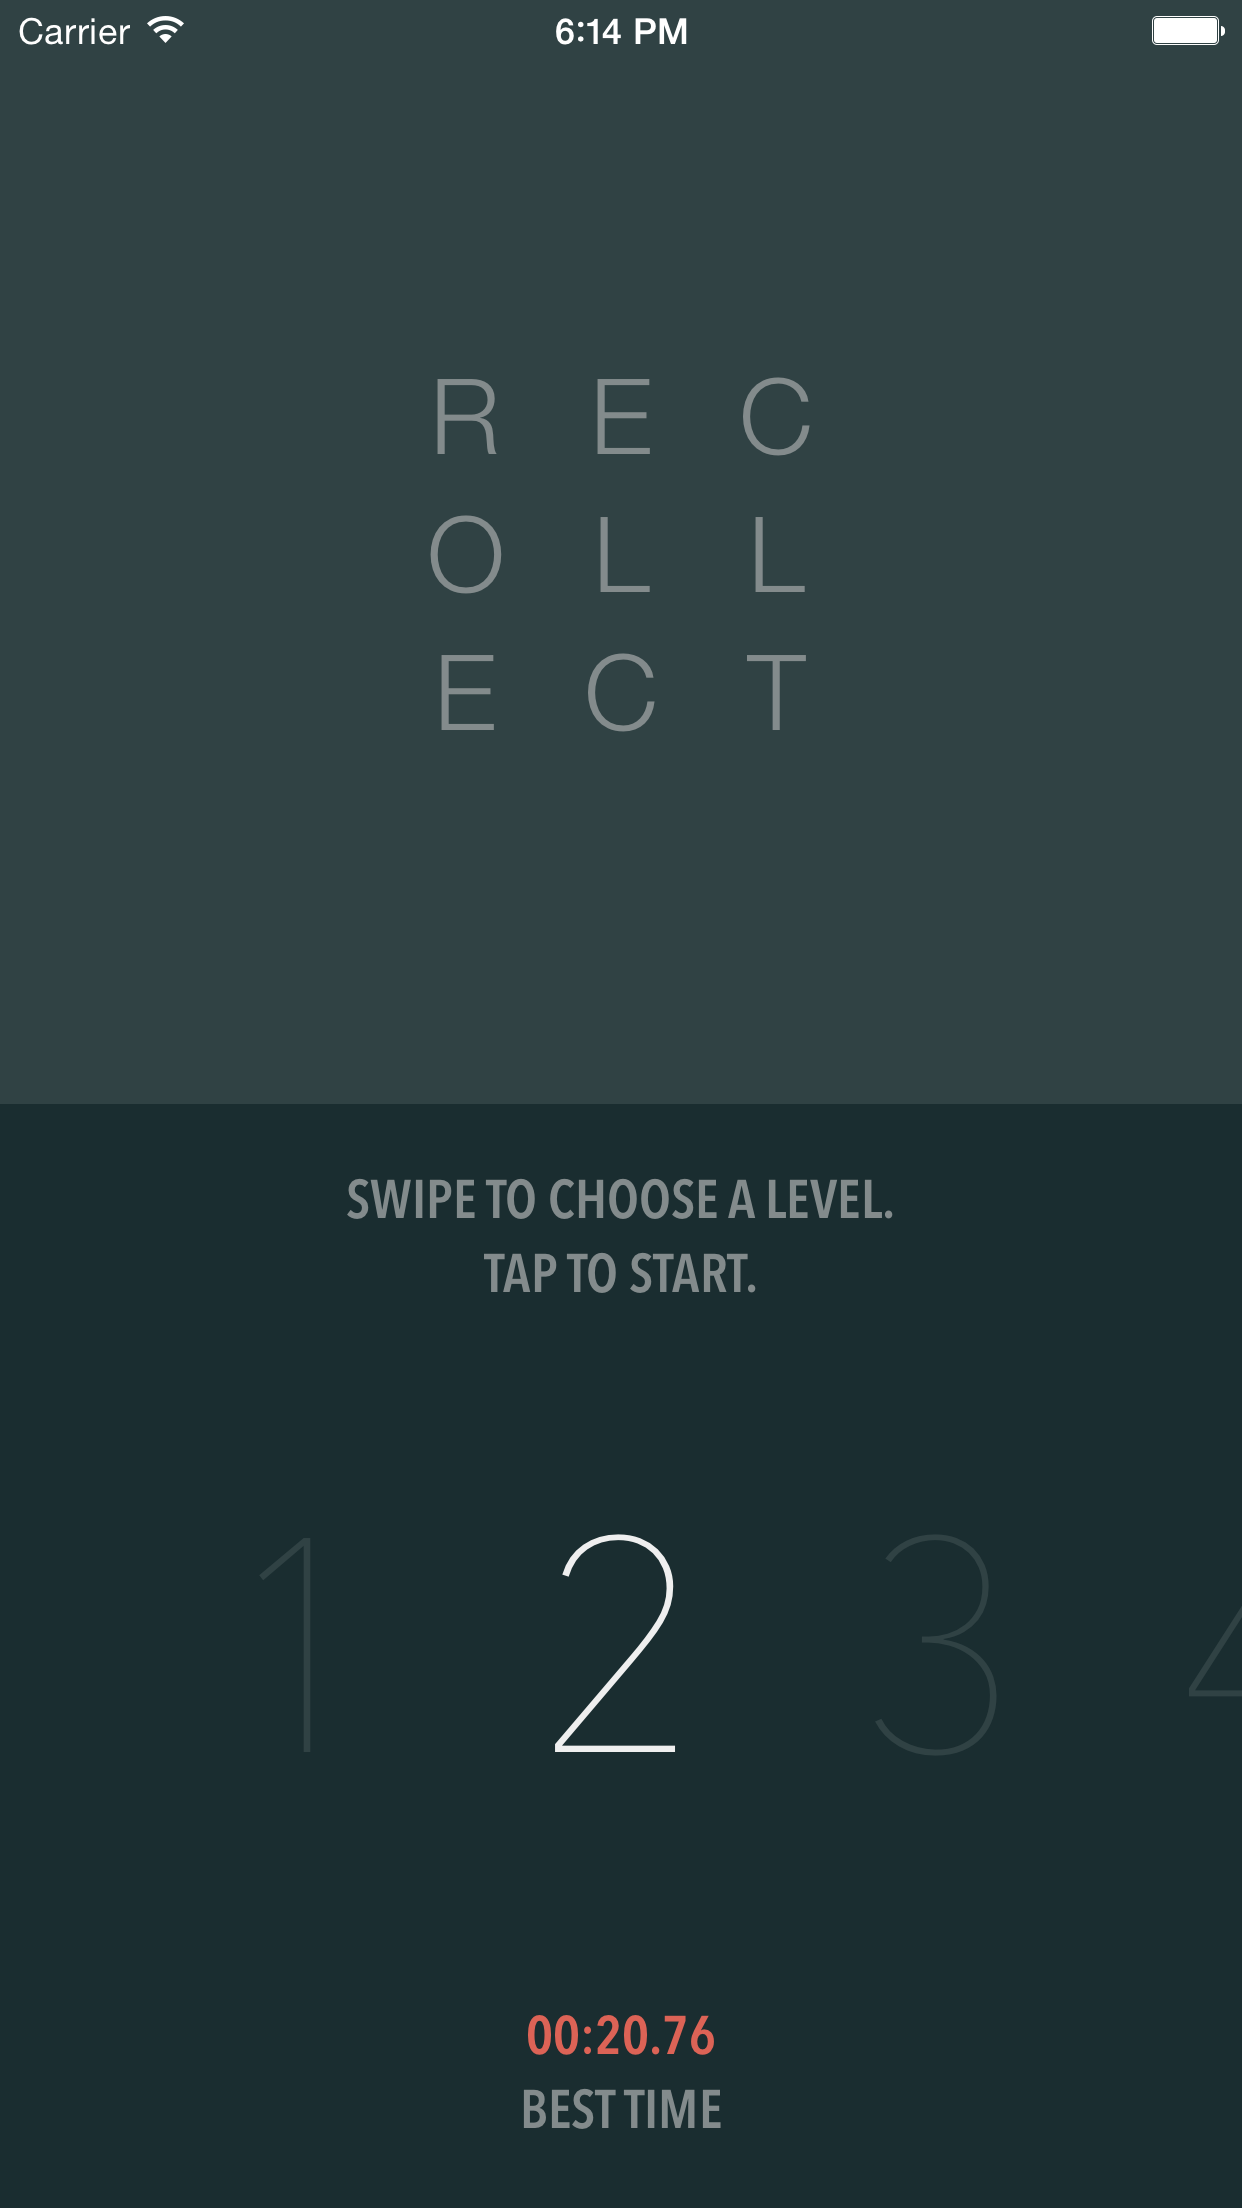 Carrier 6:14 PM
R E C
O L L
E C T
SWIPE TO CHOOSE A LEVEL.
TAP TO START.
1 2 3 4
00:20.76
BEST TIME